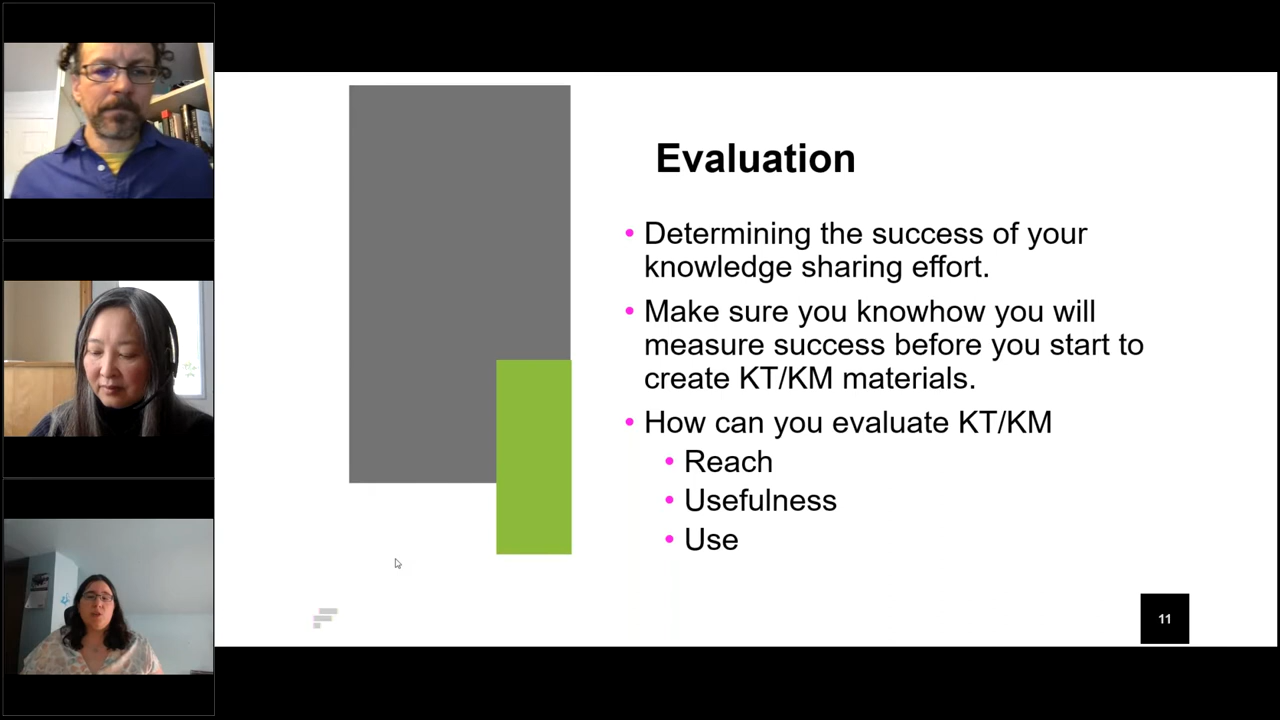 Evaluation
• Determining the success of your
knowledge sharing effort.
• Make sure you knowhow you will
measure success before you start to
create KT/KM materials.
• How can you evaluate KT/KM
• Reach
• Usefulness
• Use
11